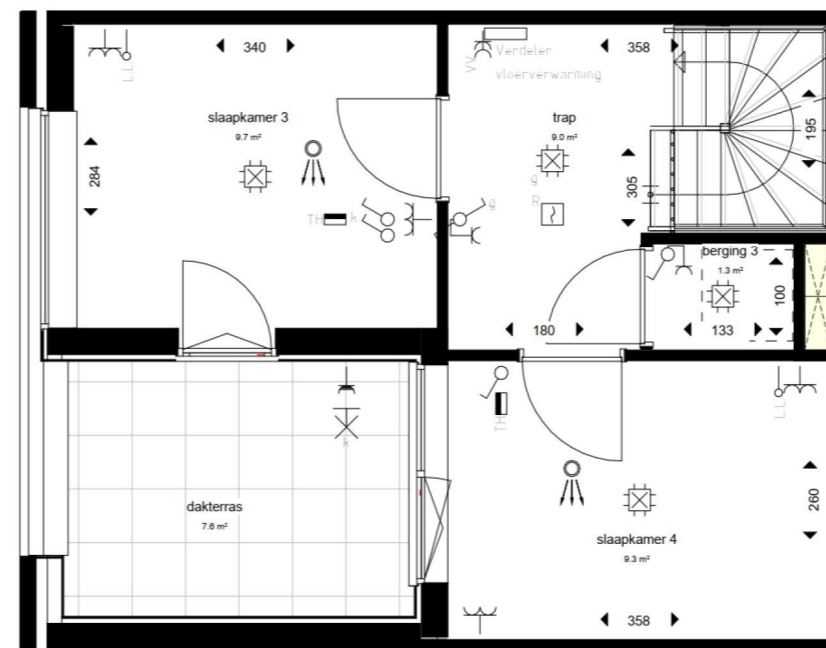 340
358
LL
VV
Verdeler
vloerverwarming
slaapkamer 3
9.7 m²
trap
9.0 m²
195
284
305
g
TH
k
g
R
berging 3
1.3 m²
100
180
133
LL
TH
k
dakterras
7.6 m²
260
slaapkamer 4
9.3 m²
358